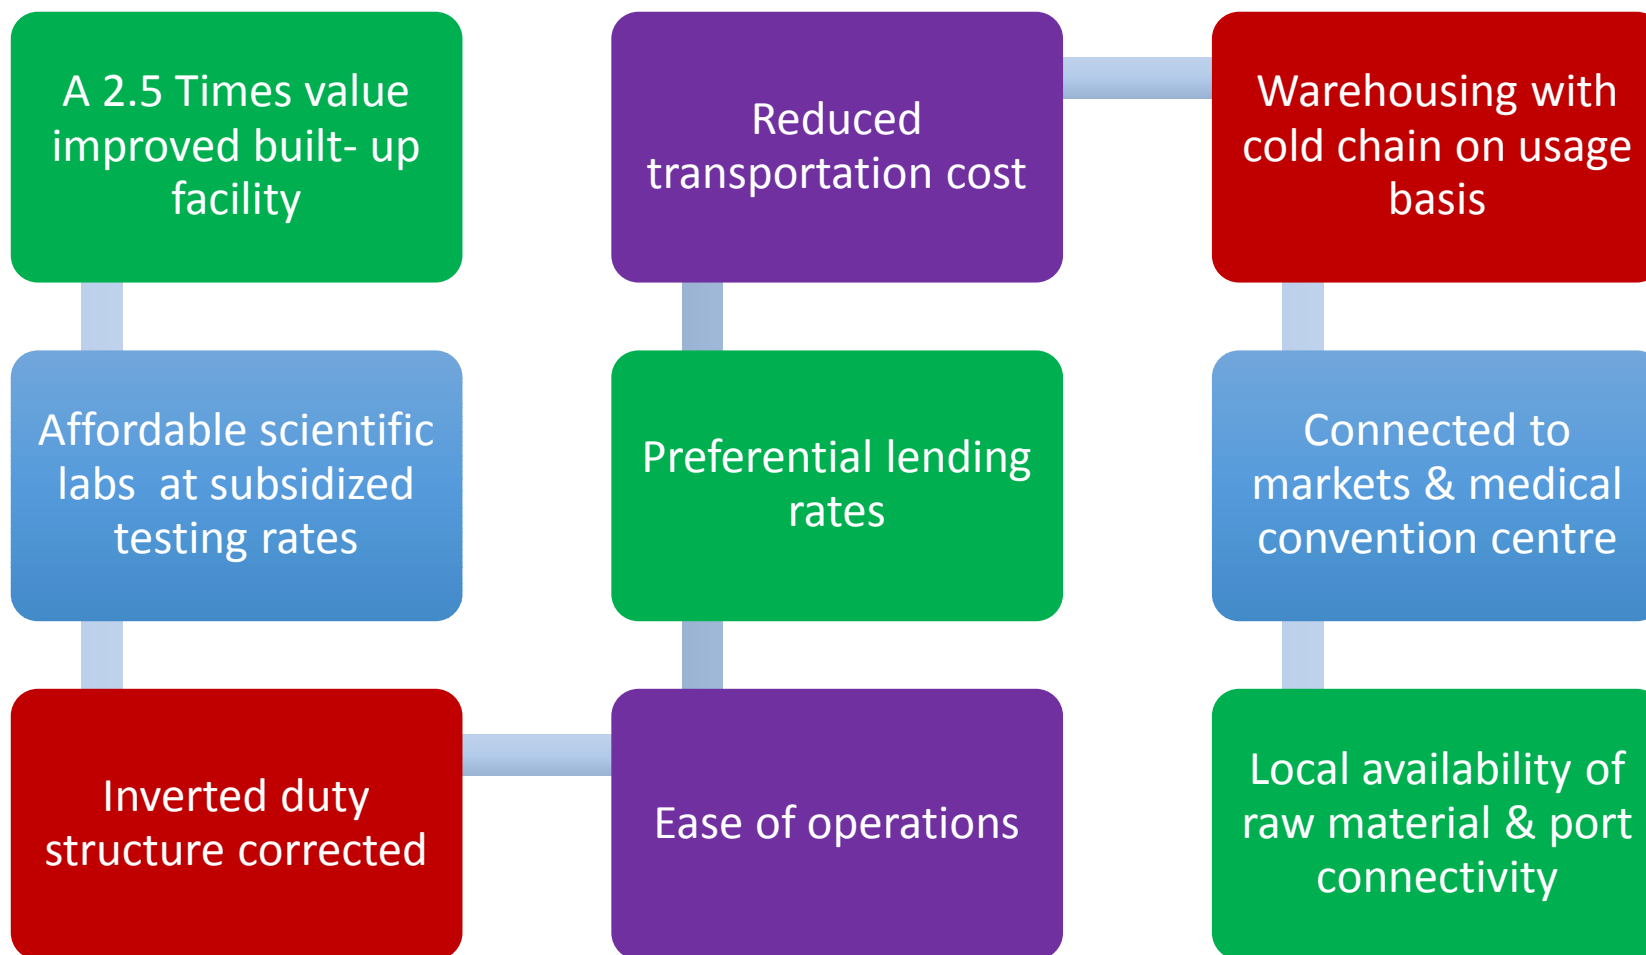 A 2.5 Times value
improved built- up
facility
Affordable scientific
labs  at subsidized
testing rates
Inverted duty
structure corrected
Ease of operations
Preferential lending
rates
Reduced
transportation cost
Warehousing with
cold chain on usage
basis
Connected to
markets & medical
convention centre
Local availability of
raw material & port
connectivity